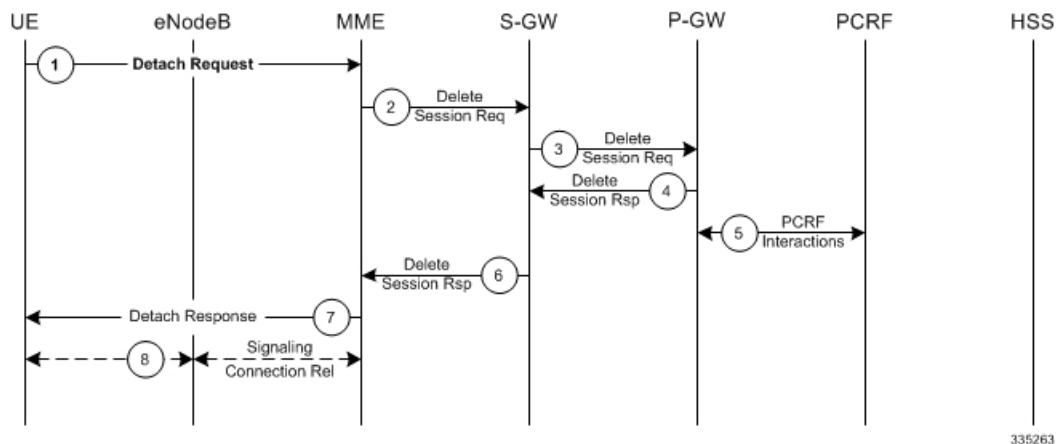 UE eNodeB MME S-GW P-GW PCRF HSS
1 Detach Request
2 Delete
Session Req
3 Delete
Session Req
Delete 4
Session Rsp
5 PCRF
Interactions
Delete 6
Session Rsp
Detach Response 7
8 Signaling
Connection Rel
335263